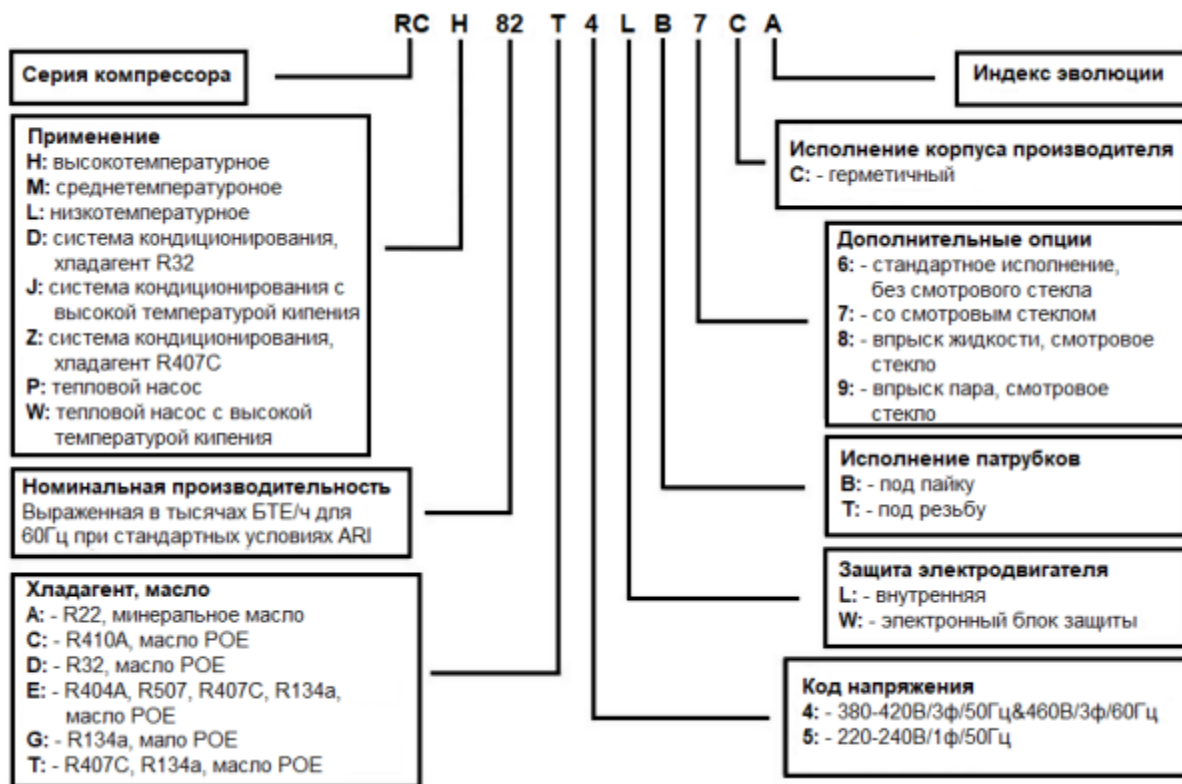 RC H 82 T 4 L B 7 C A
Серия компрессора
Применение
H: высокотемпературное
M: среднетемпературоное
L: низкотемпературное
D: система кондиционирования,
хладагент R32
J: система кондиционирования с
высокой температурой кипения
Z: система кондиционирования,
хладагент R407C
P: тепловой насос
W: тепловой насос с высокой
температурой кипения
Номинальная производительность
Выраженная в тысячах БТЕ/ч для
60Гц при стандартных условиях ARI
Хладагент, масло
A: - R22, минеральное масло
C: - R410A, масло POE
D: - R32, масло POE
E: - R404A, R507, R407C, R134a,
масло POE
G: - R134a, мапо POE
T: - R407C, R134a, масло POE
Индекс эволюции
Исполнение корпуса производителя
C: - герметичный
Дополнительные опции
6: - стандартное исполнение,
без смотрового стекла
7: - со смотровым стеклом
8: - впрыск жидкости, смотровое
стекло
9: - впрыск пара, смотровое
стекло
Исполнение патрубков
B: - под пайку
T: - под резьбу
Защита электродвигателя
L: - внутренняя
W: - электронный блок защиты
Код напряжения
4: - 380-420В/3ф/50Гц&460В/3ф/60Гц
5: - 220-240В/1ф/50Гц